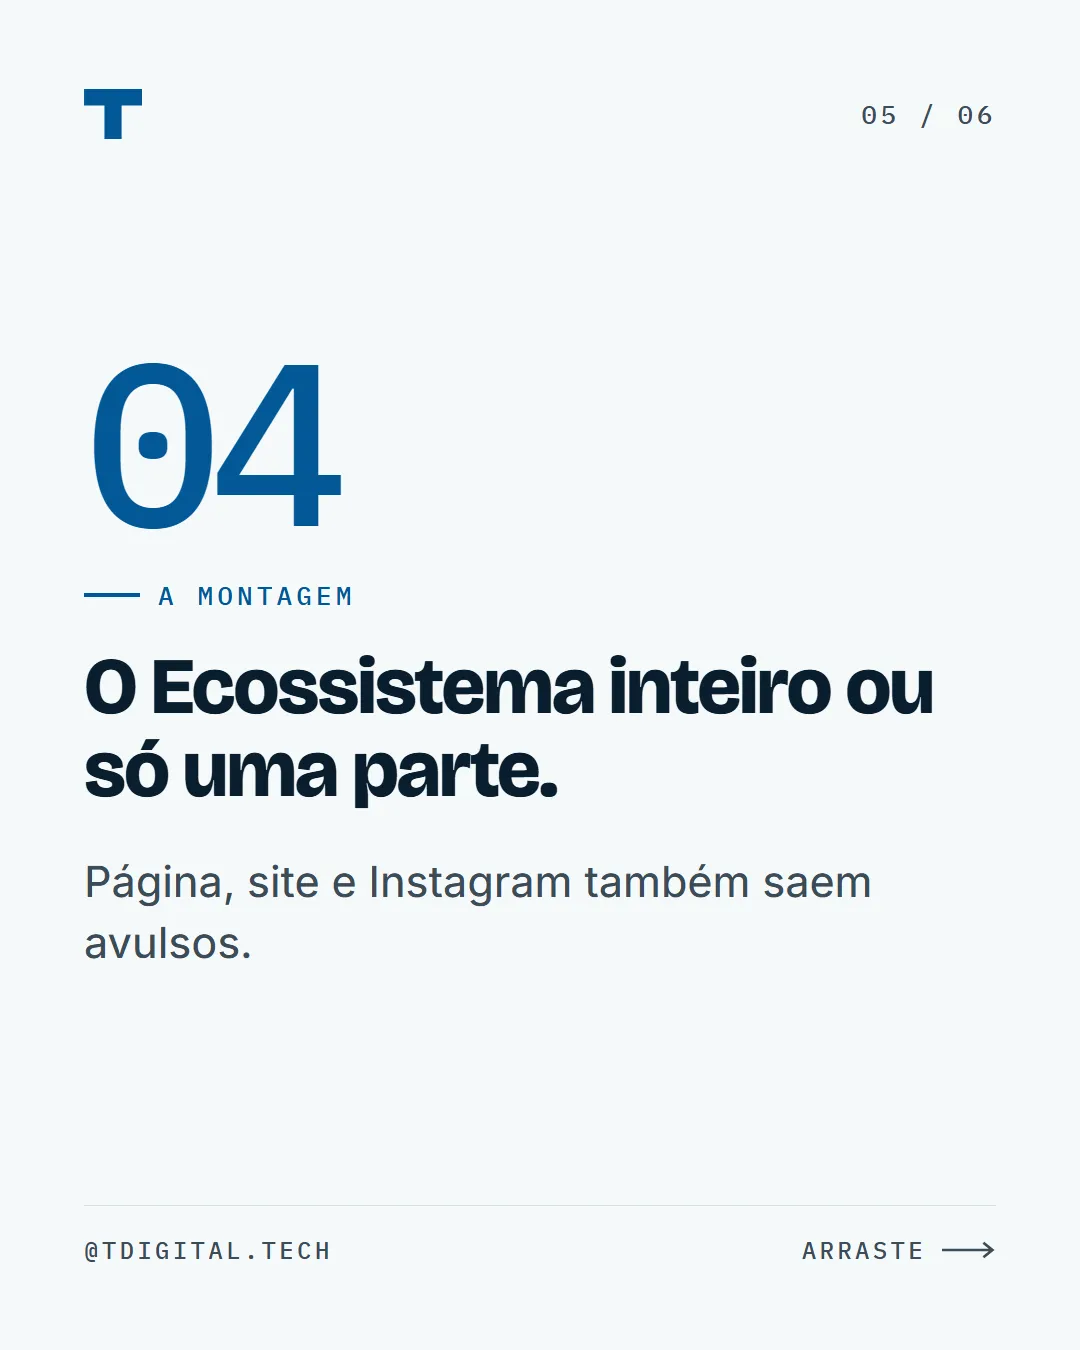 T
05 / 06
04
A MONTAGEM
O Ecossistema inteiro ou
só uma parte.
Página, site e Instagram também saem
avulsos.
@TDIGITAL.TECH
ARRASTE